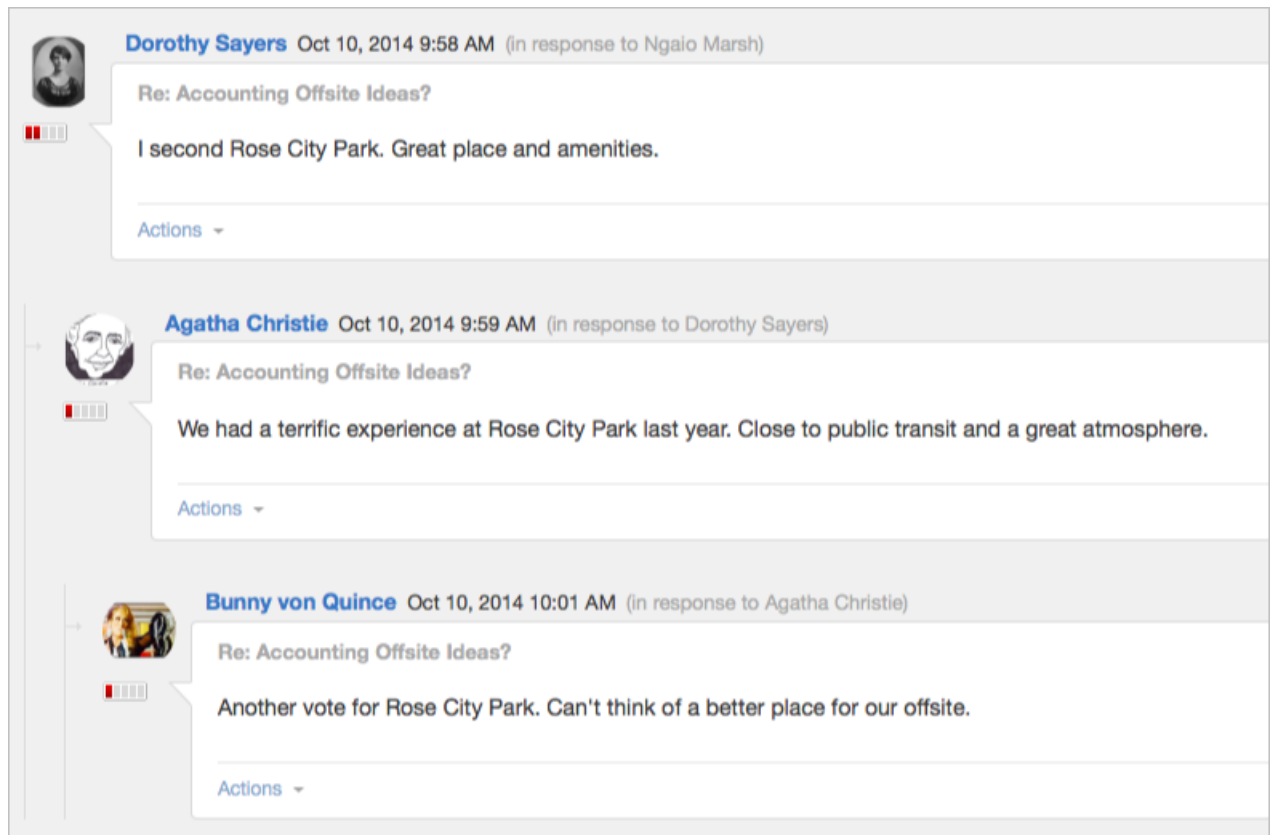 Dorothy Sayers Oct 10, 2014 9:58 AM (in response to Ngaio Marsh)
Re: Accounting Offsite Ideas?
I second Rose City Park. Great place and amenities.
Actions
Agatha Christie Oct 10, 2014 9:59 AM (in response to Dorothy Sayers)
Re: Accounting Offsite Ideas?
We had a terrific experience at Rose City Park last year. Close to public transit and a great atmosphere.
Actions
Bunny von Quince Oct 10, 2014 10:01 AM (in response to Agatha Christie)
Re: Accounting Offsite Ideas?
Another vote for Rose City Park. Can't think of a better place for our offsite.
Actions